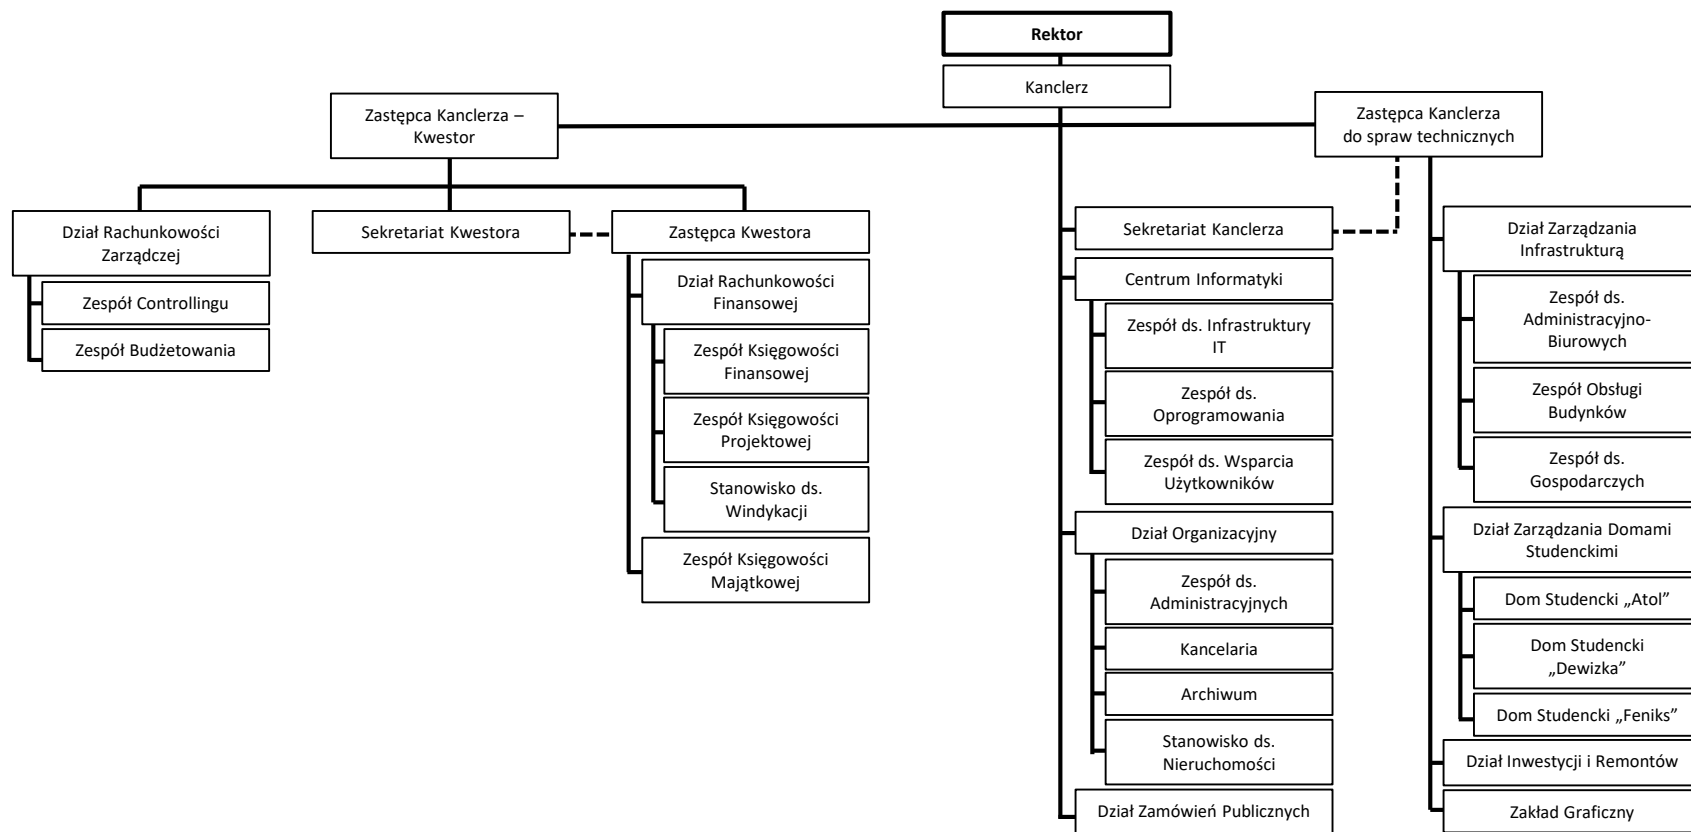 Rektor
Kanclerz
Zastępca Kanclerza –
Kwestor
Zastępca Kanclerza
do spraw technicznych
Dział Rachunkowości
Zarządczej
Zespół Controllingu
Zespół Budżetowania
Sekretariat Kwestora
Zastępca Kwestora
Dział Rachunkowości
Finansowej
Zespół Księgowości
Finansowej
Zespół Księgowości
Projektowej
Stanowisko ds.
Windykacji
Zespół Księgowości
Majątkowej
Sekretariat Kanclerza
Centrum Informatyki
Zespół ds. Infrastruktury
IT
Zespół ds.
Oprogramowania
Zespół ds. Wsparcia
Użytkowników
Dział Organizacyjny
Zespół ds.
Administracyjnych
Kancelaria
Archiwum
Stanowisko ds.
Nieruchomości
Dział Zamówień Publicznych
Dział Zarządzania
Infrastrukturą
Zespół ds.
Administracyjno-
Biurowych
Zespół Obsługi
Budynków
Zespół ds.
Gospodarczych
Dział Zarządzania Domami
Studenckimi
Dom Studencki „Atol”
Dom Studencki
„Dewizka”
Dom Studencki „Feniks”
Dział Inwestycji i Remontów
Zakład Graficzny